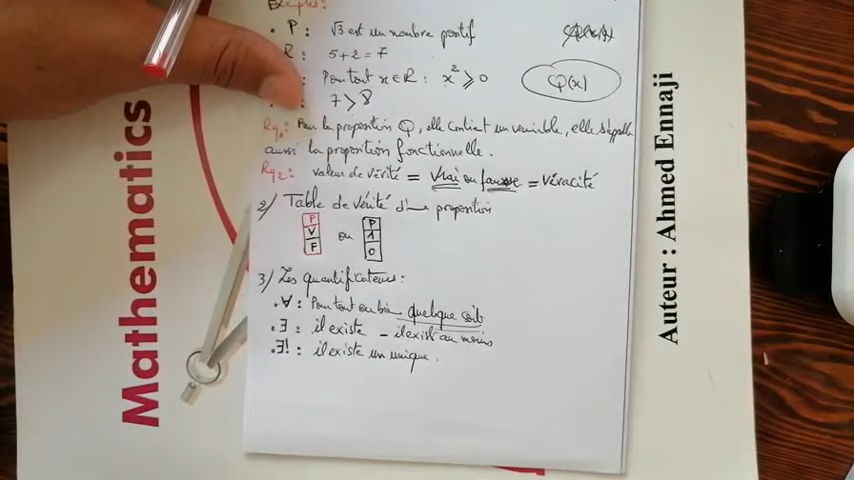 Exemples:
• P: √3 est un nombre positif
R: 5+2=7
Pour tout x∈R: x² ⩾ 0
: 7 > 8
Q(x)
Rq1: Pour la proposition Q, elle contient un variable, elle s'appelle
aussi la proposition fonctionnelle.
Rq2: valeur de vérité = vrai ou fausse = véracité
2/ Table de vérité d'une proposition
P
V
F
ou
P
1
0
3/ Les quantificateurs:
• ∀: Pour tout ou bien quelque soit
• ∃: il existe - il existe au moins
• ∃!: il existe un unique.
Mathematics Mathematics
Auteur : Ahmed Ennaji